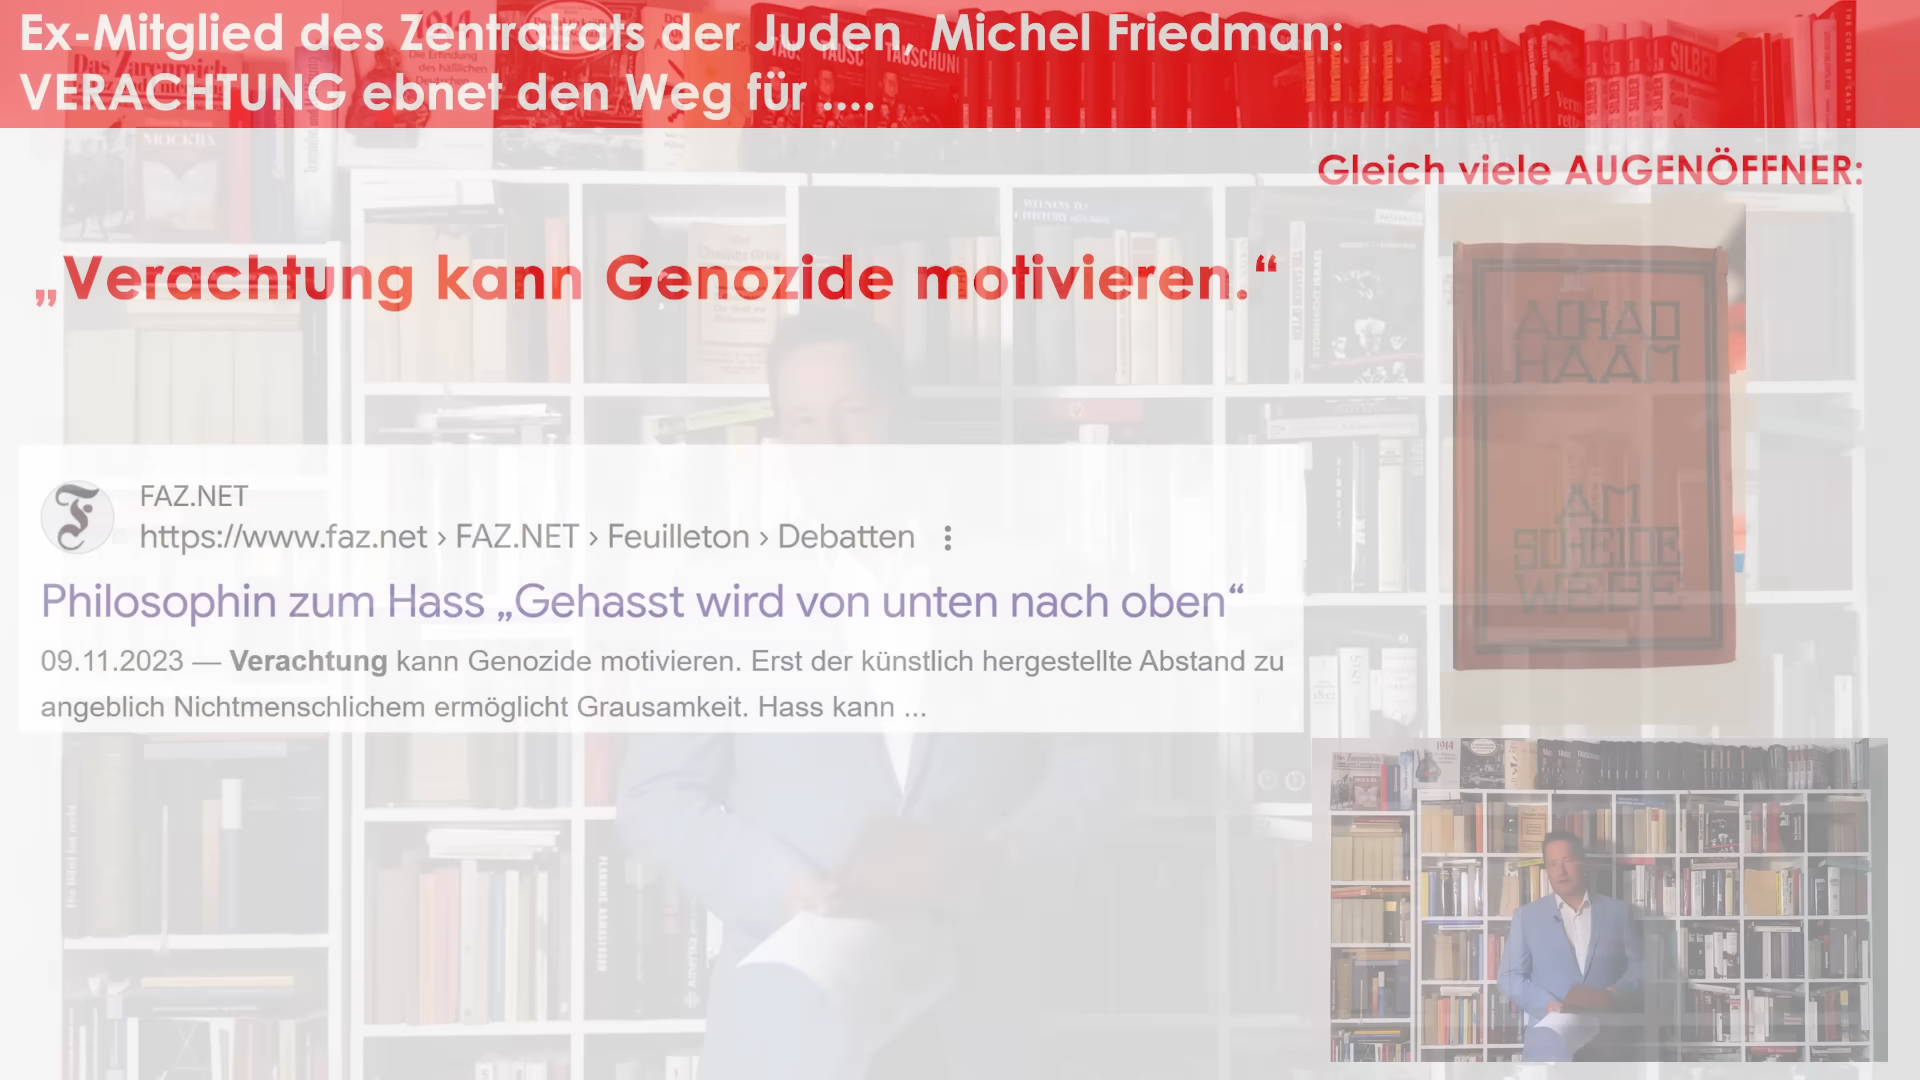 Ex-Mitglied des Zentralrats der Juden, Michel Friedman:
VERACHTUNG ebnet den Weg für ....
Gleich viele AUGENÖFFNER:
„Verachtung kann Genozide motivieren.“
ACHAD
HAAM
AM
SCHEIDE
WEGE
FAZ.NET
https://www.faz.net › FAZ.NET › Feuilleton › Debatten
Philosophin zum Hass „Gehasst wird von unten nach oben“
09.11.2023 — Verachtung kann Genozide motivieren. Erst der künstlich hergestellte Abstand zu
angeblich Nichtmenschlichem ermöglicht Grausamkeit. Hass kann ...